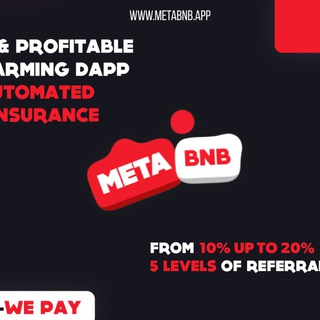 WWW.METABNB.APP
& PROFITABLE
ARMING DAPP
UTOMATED
NSURANCE
META BNB
FROM 10% UP TO 20%
5 LEVELS OF REFERRA
-WE PAY